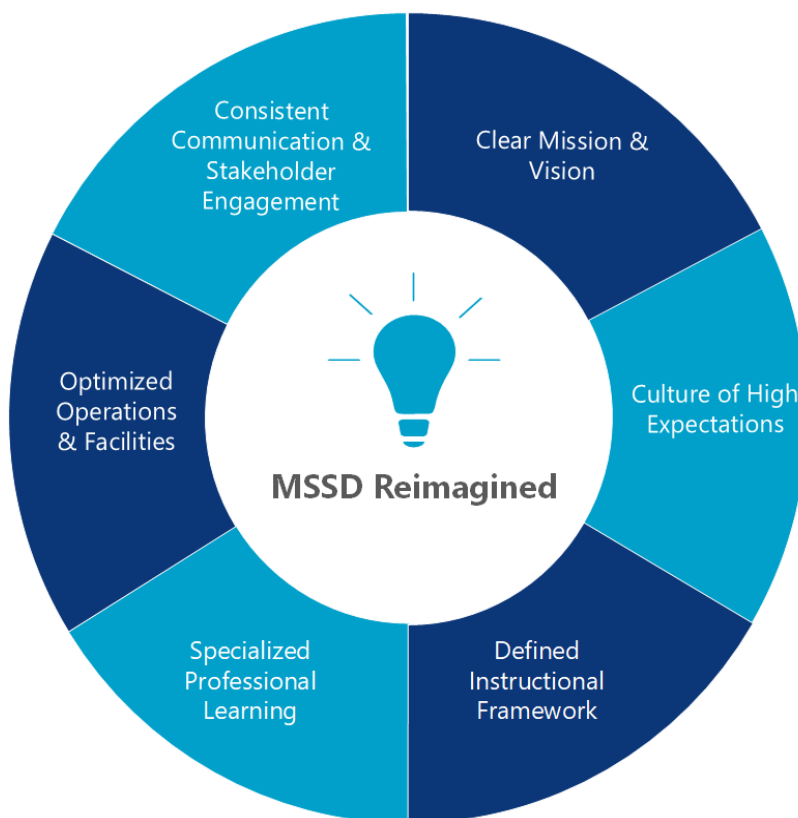 Consistent
Communication &
Stakeholder
Engagement
Clear Mission &
Vision
Culture of High
Expectations
Defined
Instructional
Framework
Specialized
Professional
Learning
Optimized
Operations
& Facilities
MSSD Reimagined